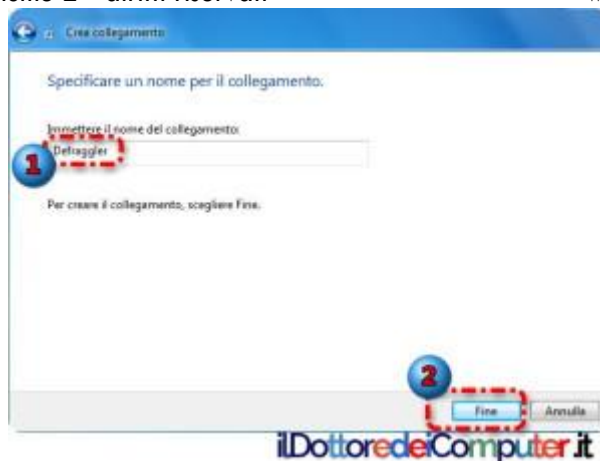 Crea collegamento
Specificare un nome per il collegamento.
Immettere il nome del collegamento:
Defraggler
1
Per creare il collegamento, scegliere Fine.
2
Fine Annulla
ilDottoredeiComputer.it